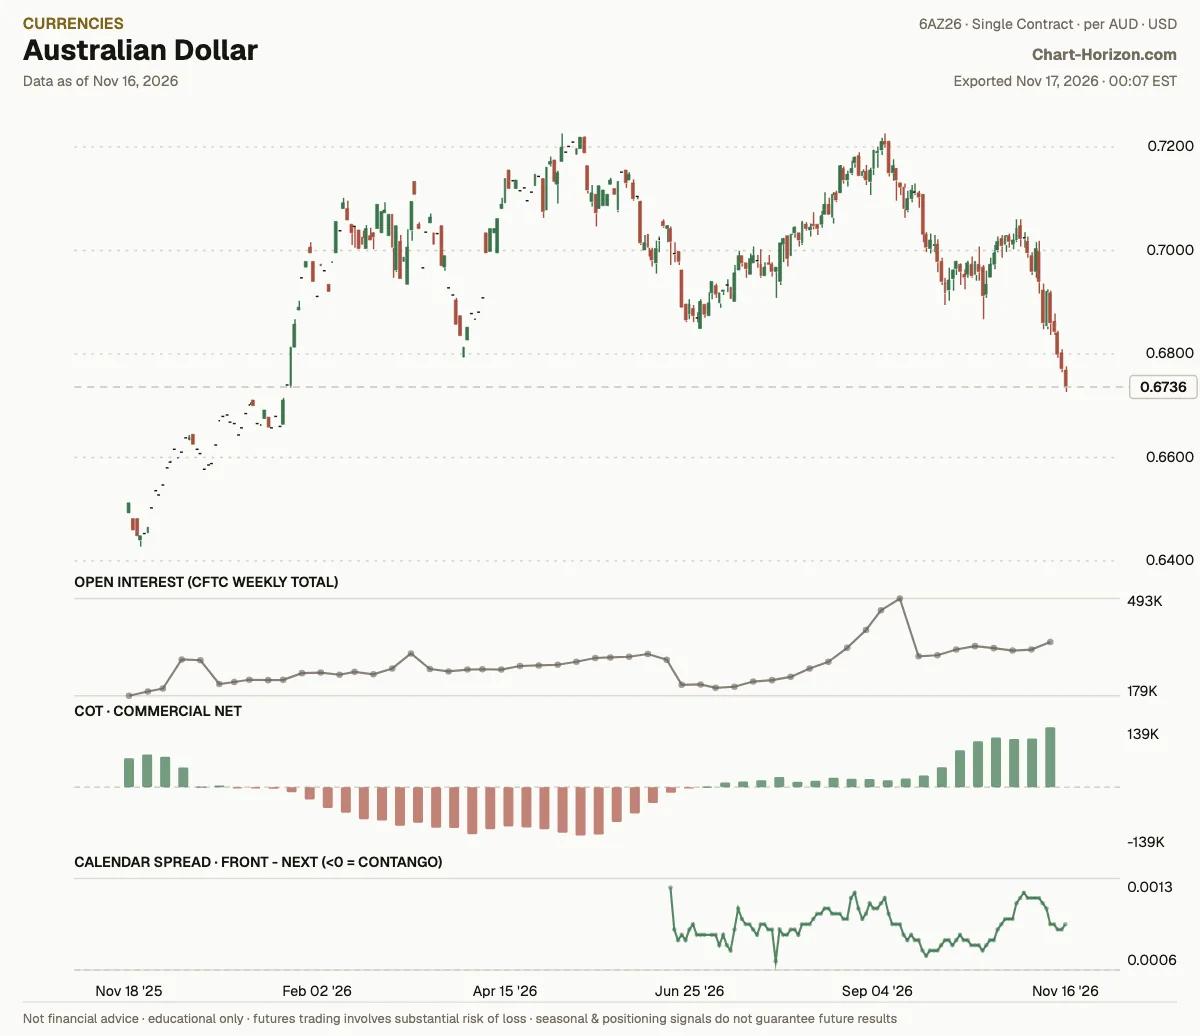 CURRENCIES
Australian Dollar
Data as of Nov 16, 2026
6AZ26 · Single Contract · per AUD · USD
Chart-Horizon.com
Exported Nov 17, 2026 · 00:07 EST
0.7200
0.7000
0.6800
0.6736
0.6600
0.6400
OPEN INTEREST (CFTC WEEKLY TOTAL)
493K
179K
COT · COMMERCIAL NET
139K
-139K
CALENDAR SPREAD · FRONT - NEXT (<0 = CONTANGO)
0.0013
0.0006
Nov 18 '25 Feb 02 '26 Apr 15 '26 Jun 25 '26 Sep 04 '26 Nov 16 '26
Not financial advice · educational only · futures trading involves substantial risk of loss · seasonal & positioning signals do not guarantee future results